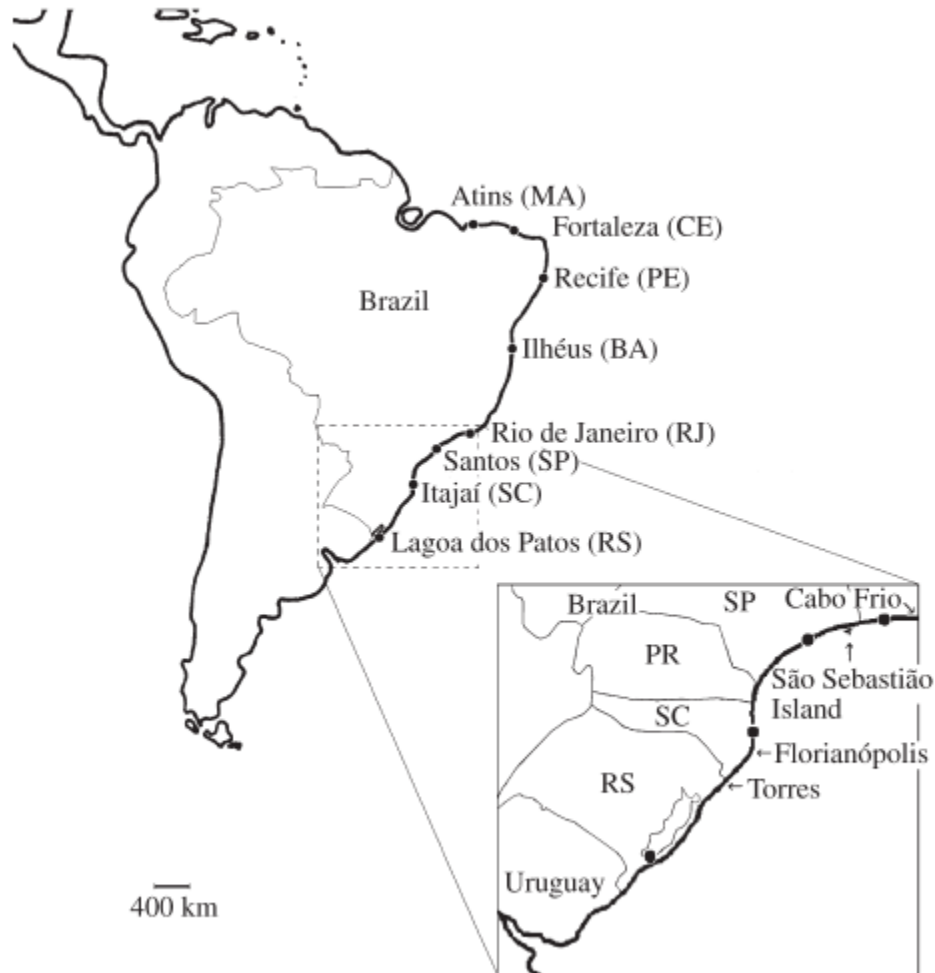 Atins (MA)
Fortaleza (CE)
Recife (PE)
Brazil
Ilhéus (BA)
Rio de Janeiro (RJ)
Santos (SP)
Itajaí (SC)
Lagoa dos Patos (RS)
400 km
Brazil
SP
Cabo Frio
PR
São Sebastião
Island
SC
Florianópolis
RS
Torres
Uruguay